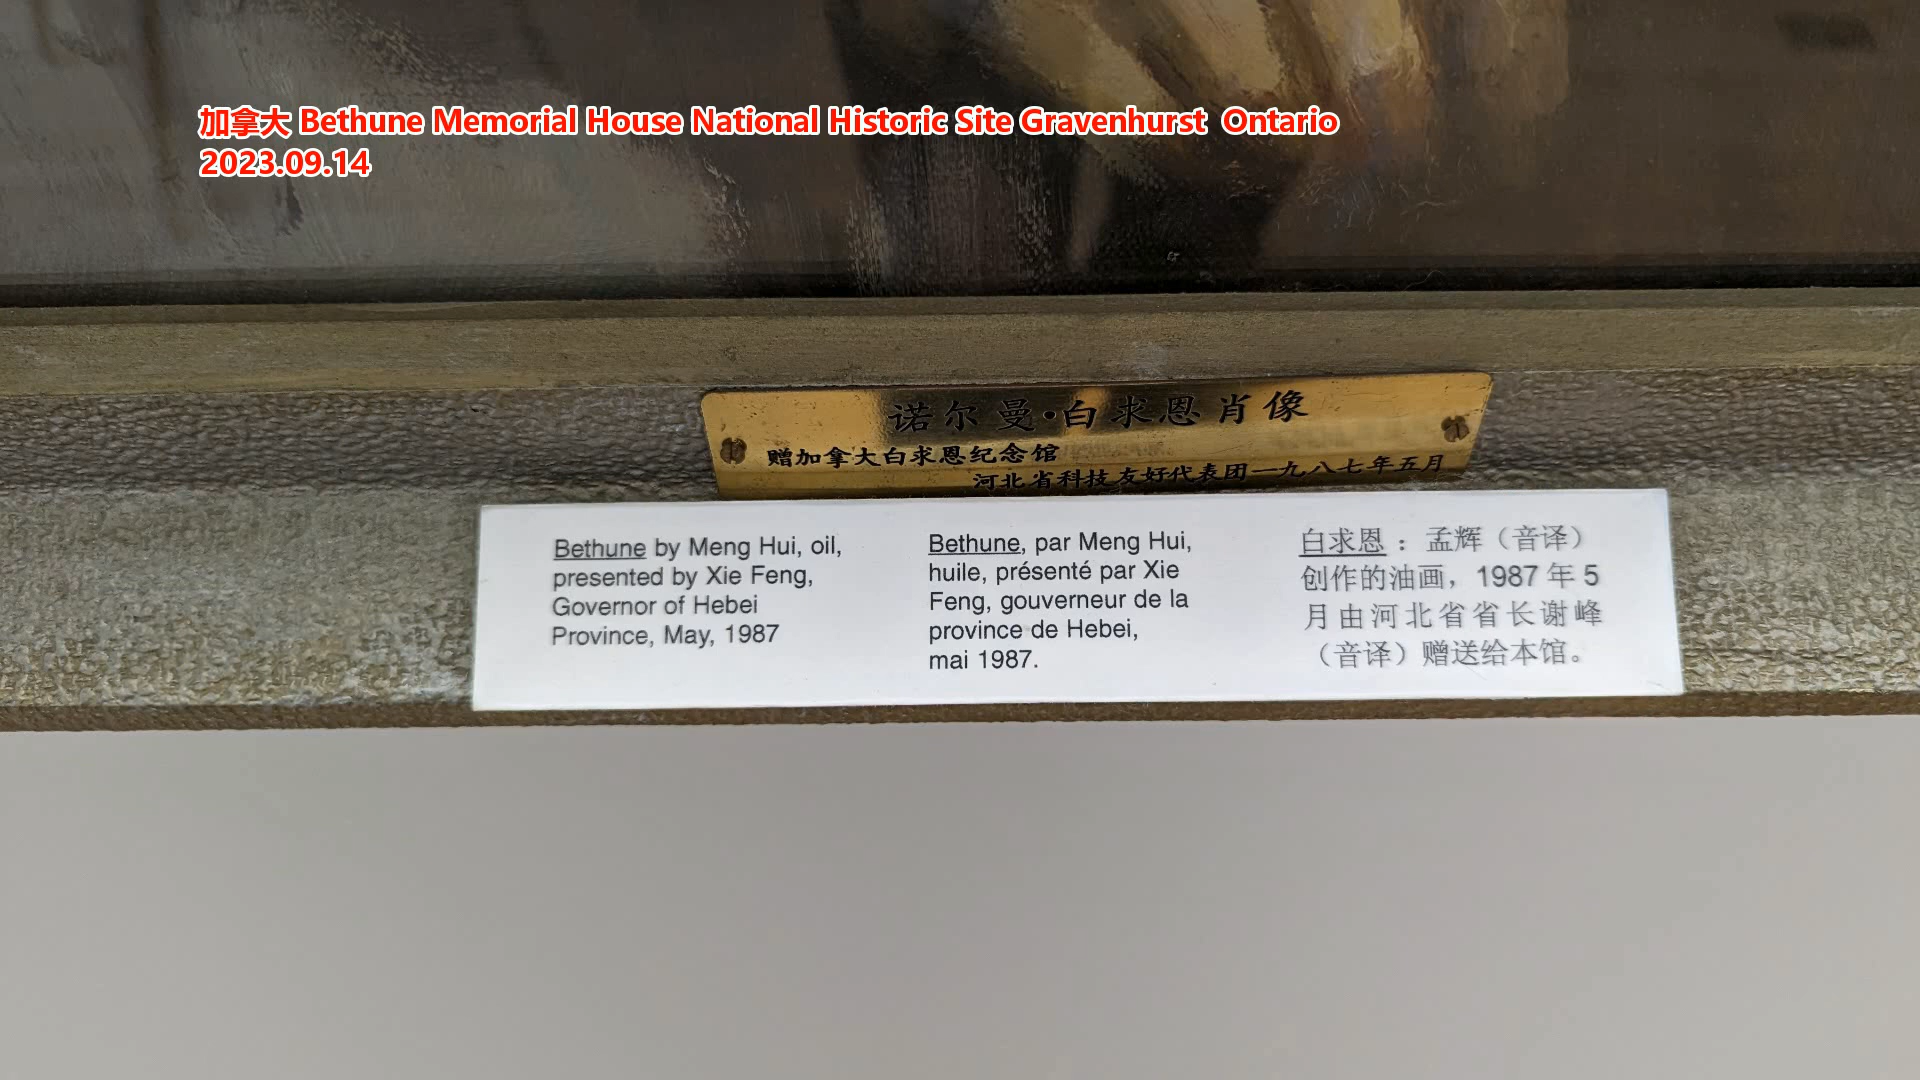 加拿大 Bethune Memorial House National Historic Site Gravenhurst Ontario
2023.09.14
诺尔曼·白求恩肖像
赠加拿大白求恩纪念馆
河北省科技友好代表团一九八七年五月
Bethune by Meng Hui, oil,
presented by Xie Feng,
Governor of Hebei
Province, May, 1987
Bethune, par Meng Hui,
huile, présenté par Xie
Feng, gouverneur de la
province de Hebei,
mai 1987.
白求恩：孟辉（音译）
创作的油画，1987 年 5
月由河北省省长谢峰
（音译）赠送给本馆。